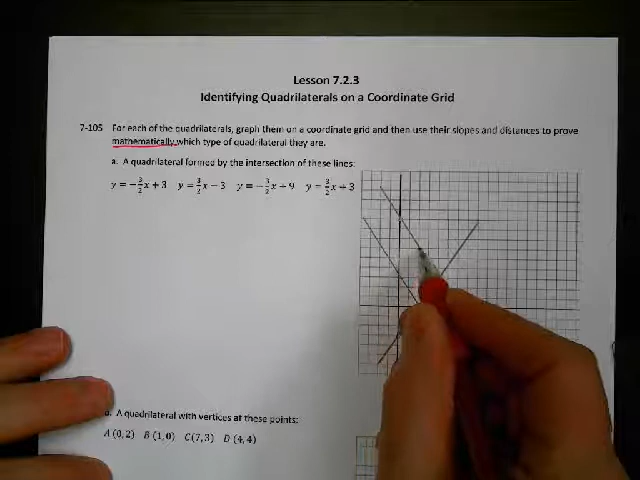 Lesson 7.2.3
Identifying Quadrilaterals on a Coordinate Grid
7-105 For each of the quadrilaterals, graph them on a coordinate grid and then use their slopes and distances to prove
mathematically which type of quadrilateral they are.
a. A quadrilateral formed by the intersection of these lines:
y = -3/2x + 3 y = 3/2x - 3 y = -3/2x + 9 y = 3/2x + 3
A quadrilateral with vertices at these points:
A (0, 2) B (1, 0) C(7, 3) D (4, 4)